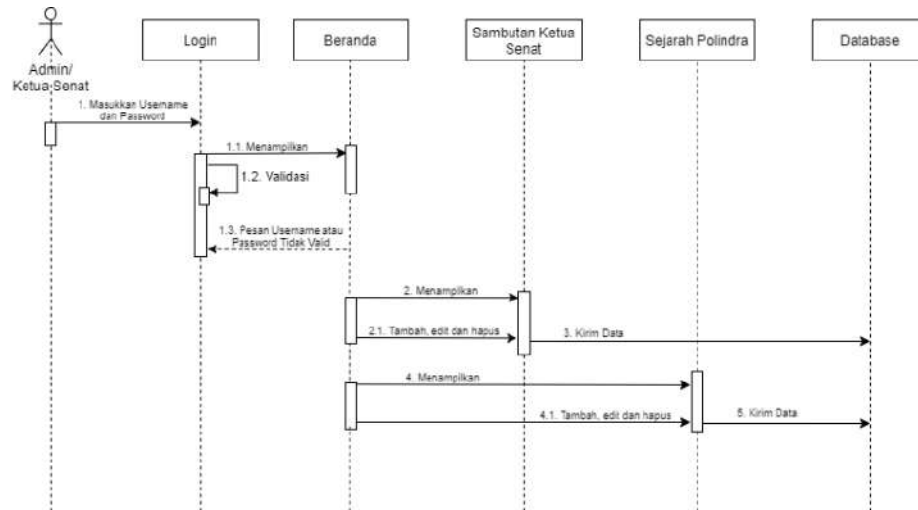 Login
Beranda
Sambutan Ketua
Senat
Sejarah Polindra
Database
Admin/
Ketua Senat
1. Masukkan Username
dan Password
1.1. Menampilkan
1.2. Validasi
1.3. Pesan Username atau
Password Tidak Valid
2. Menampilkan
2.1. Tambah, edit dan hapus
3. Kirim Data
4. Menampilkan
4.1. Tambah, edit dan hapus
5. Kirim Data